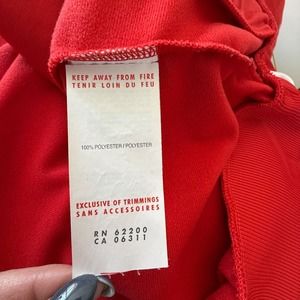 KEEP AWAY FROM FIRE
TENIR LOIN DU FEU
100% POLYESTER/POLYESTER
EXCLUSIVE OF TRIMMINGS
SANS ACCESSOIRES
RN 62200
CA 06311